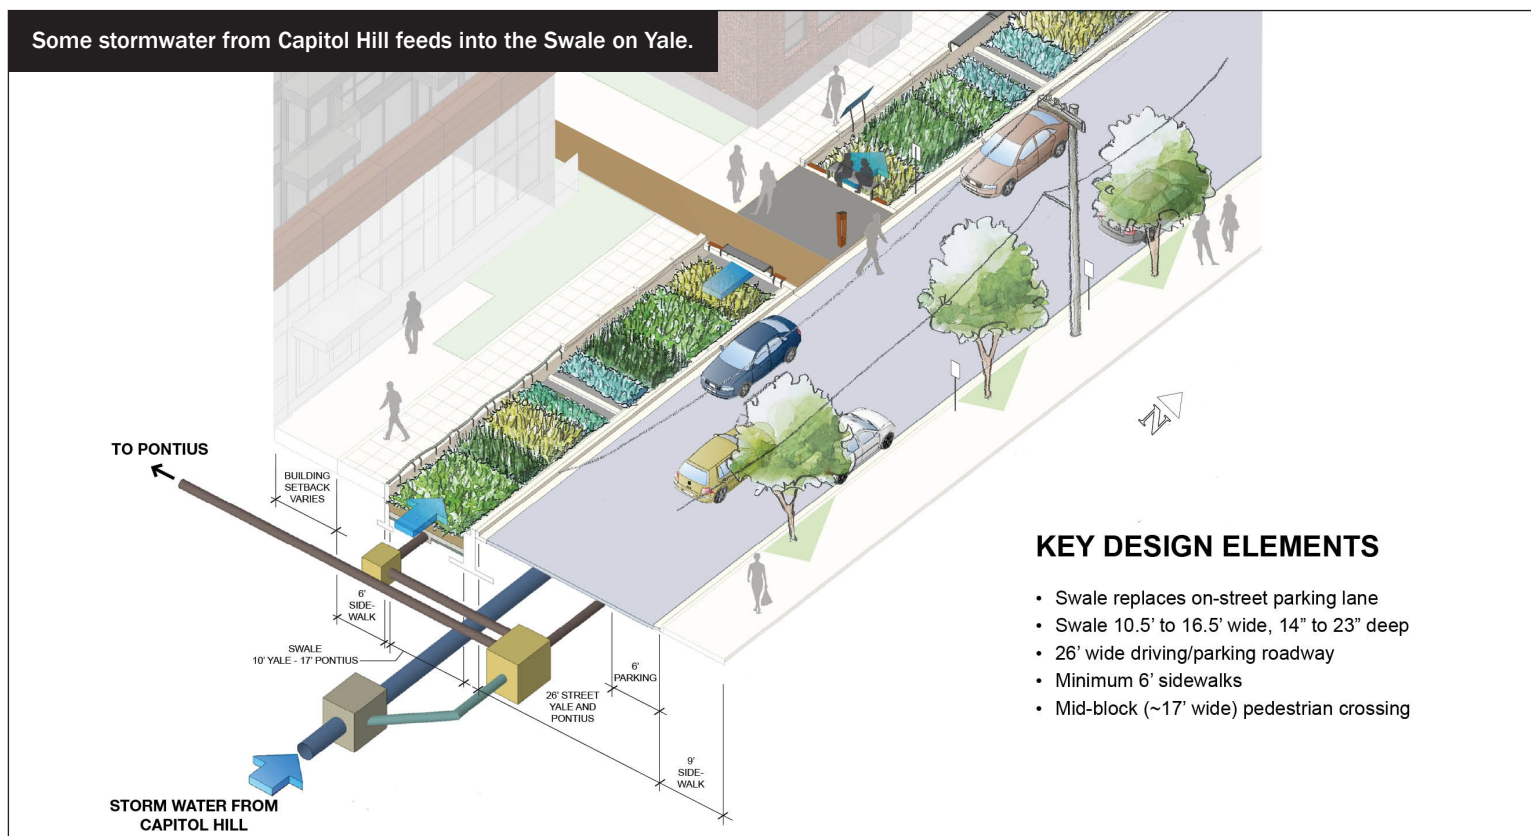 Some stormwater from Capitol Hill feeds into the Swale on Yale.
TO PONTIUS
BUILDING
SETBACK
VARIES
6’
SIDE-
WALK
SWALE
10’ YALE - 17’ PONTIUS
26’ STREET
YALE AND
PONTIUS
6’
PARKING
9’
SIDE-
WALK
STORM WATER FROM
CAPITOL HILL
N
KEY DESIGN ELEMENTS
• Swale replaces on-street parking lane
• Swale 10.5’ to 16.5’ wide, 14” to 23” deep
• 26’ wide driving/parking roadway
• Minimum 6’ sidewalks
• Mid-block (~17’ wide) pedestrian crossing